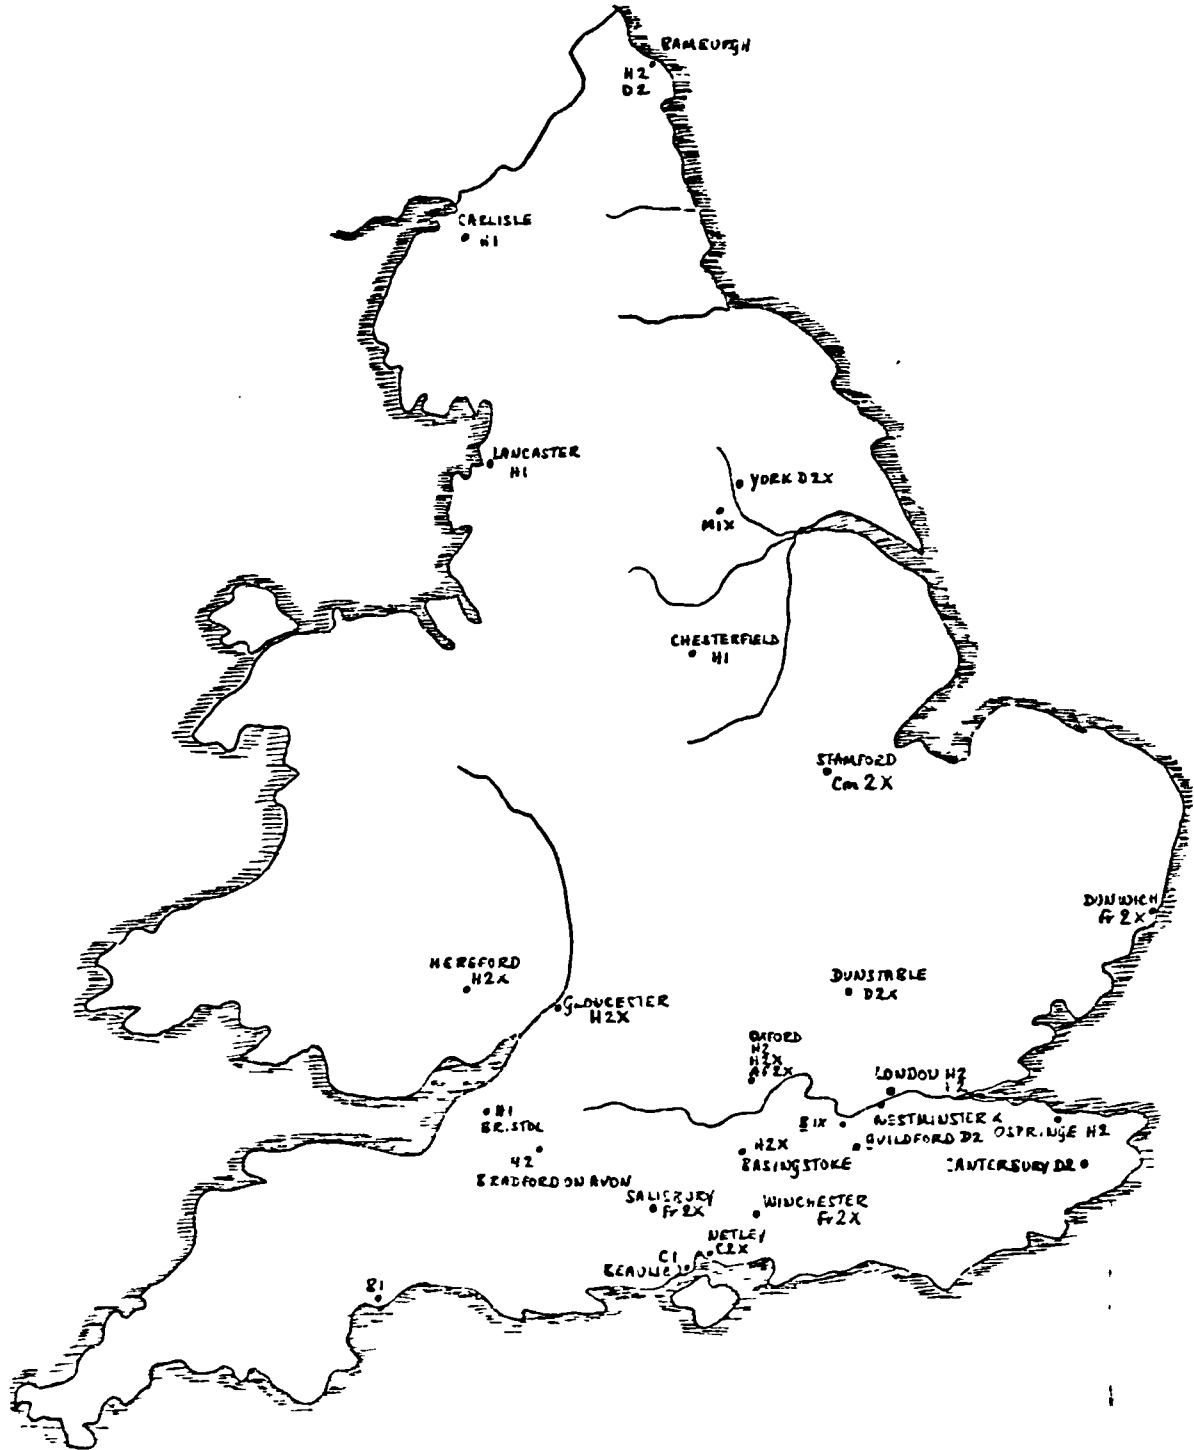 BAMBURGH
H2
D2
CARLISLE
H1
LANCASTER
H1
YORK D2X
M1X
CHESTERFIELD
H1
STAMFORD
Cm 2X
DUNWICH
Fr 2X
HEREFORD
H2X
GLOUCESTER
H2X
DUNSTABLE
D2X
OXFORD
H2
H2X
AF2X
LONDON H2
H1
BRISTOL
B1X
WESTMINSTER &
GUILDFORD D2
OSPRINGE H2
H2
BRADFORD ON AVON
H2X
BASINGSTOKE
CANTERBURY D2
SALISBURY
Fr 2X
WINCHESTER
Fr 2X
NETLEY
C2X
C1
BEAULIEU
B1